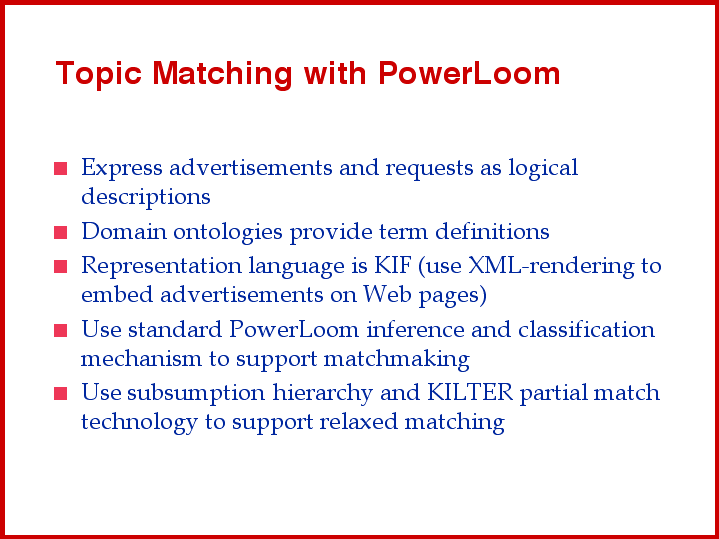 Topic Matching with PowerLoom
Express advertisements and requests as logical
descriptions
Domain ontologies provide term definitions
Representation language is KIF (use XML-rendering to
embed advertisements on Web pages)
Use standard PowerLoom inference and classification
mechanism to support matchmaking
Use subsumption hierarchy and KILTER partial match
technology to support relaxed matching